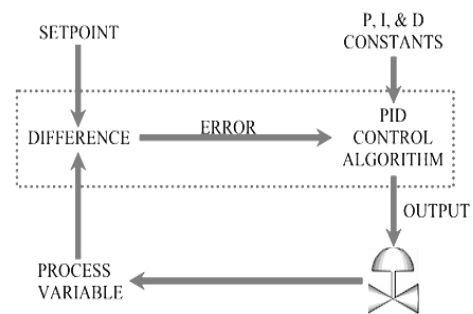 SETPOINT
P, I, & D
CONSTANTS
DIFFERENCE
ERROR
PID
CONTROL
ALGORITHM
OUTPUT
PROCESS
VARIABLE